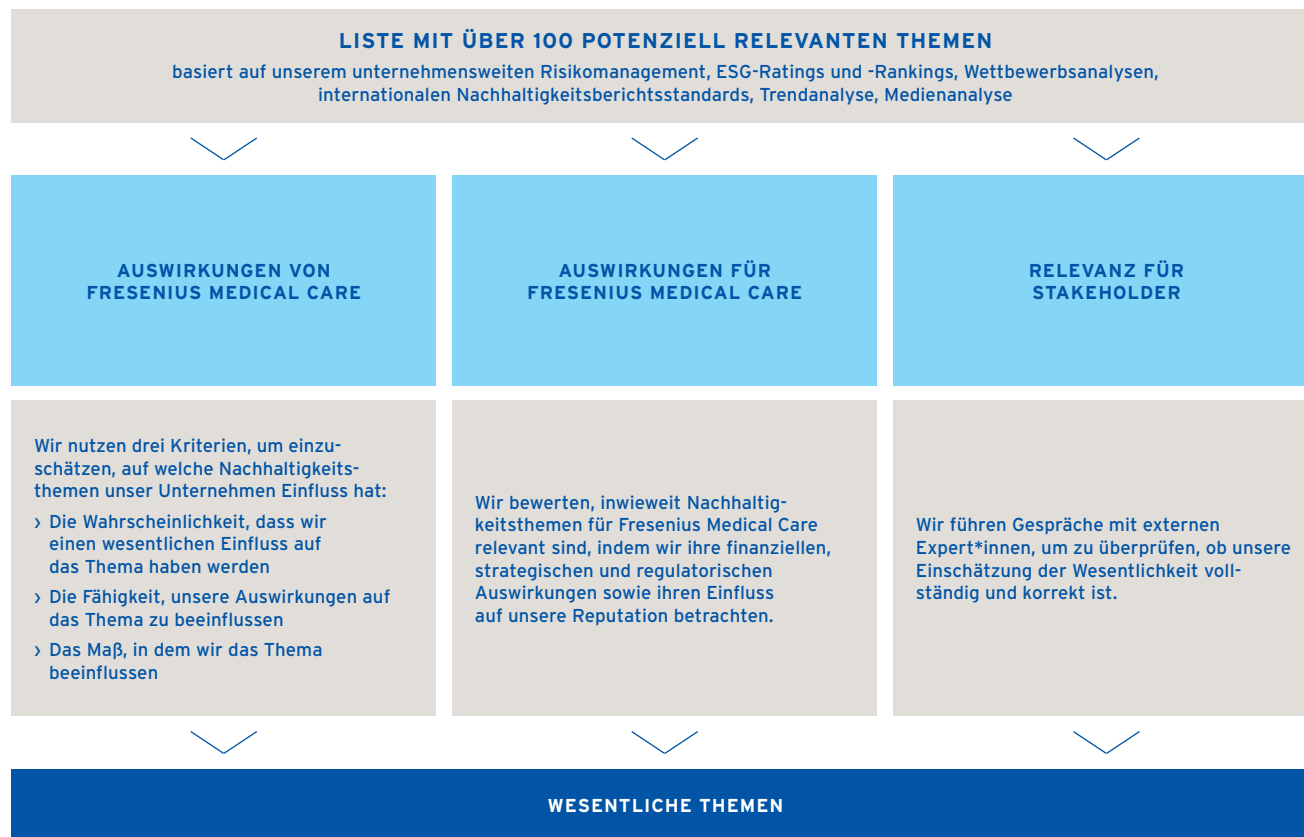 LISTE MIT ÜBER 100 POTENZIELL RELEVANTEN THEMEN
basiert auf unserem unternehmensweiten Risikomanagement, ESG-Ratings und -Rankings, Wettbewerbsanalysen,
internationalen Nachhaltigkeitsberichtsstandards, Trendanalyse, Medienanalyse
AUSWIRKUNGEN VON
FRESENIUS MEDICAL CARE
AUSWIRKUNGEN FÜR
FRESENIUS MEDICAL CARE
RELEVANZ FÜR
STAKEHOLDER
Wir nutzen drei Kriterien, um einzu-
schätzen, auf welche Nachhaltigkeits-
themen unser Unternehmen Einfluss hat:
› Die Wahrscheinlichkeit, dass wir
einen wesentlichen Einfluss auf
das Thema haben werden
› Die Fähigkeit, unsere Auswirkungen auf
das Thema zu beeinflussen
› Das Maß, in dem wir das Thema
beeinflussen
Wir bewerten, inwieweit Nachhaltig-
keitsthemen für Fresenius Medical Care
relevant sind, indem wir ihre finanziellen,
strategischen und regulatorischen
Auswirkungen sowie ihren Einfluss
auf unsere Reputation betrachten.
Wir führen Gespräche mit externen
Expert*innen, um zu überprüfen, ob unsere
Einschätzung der Wesentlichkeit voll-
ständig und korrekt ist.
WESENTLICHE THEMEN